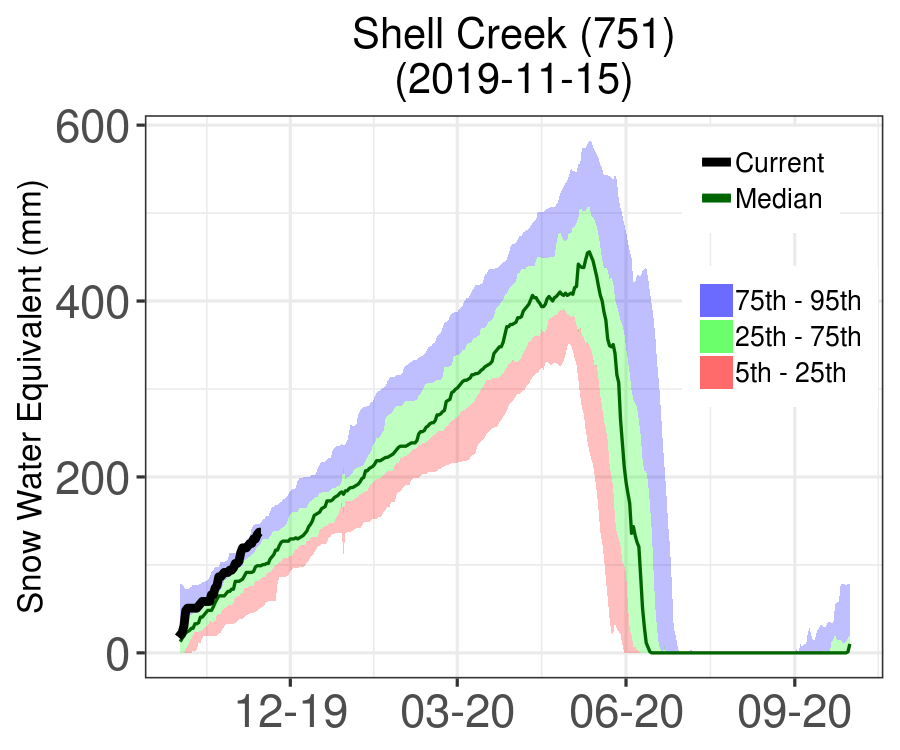 Shell Creek (751)
(2019-11-15)
Snow Water Equivalent (mm)
600
400
200
0
12-19
03-20
06-20
09-20
Current
Median
75th - 95th
25th - 75th
5th - 25th